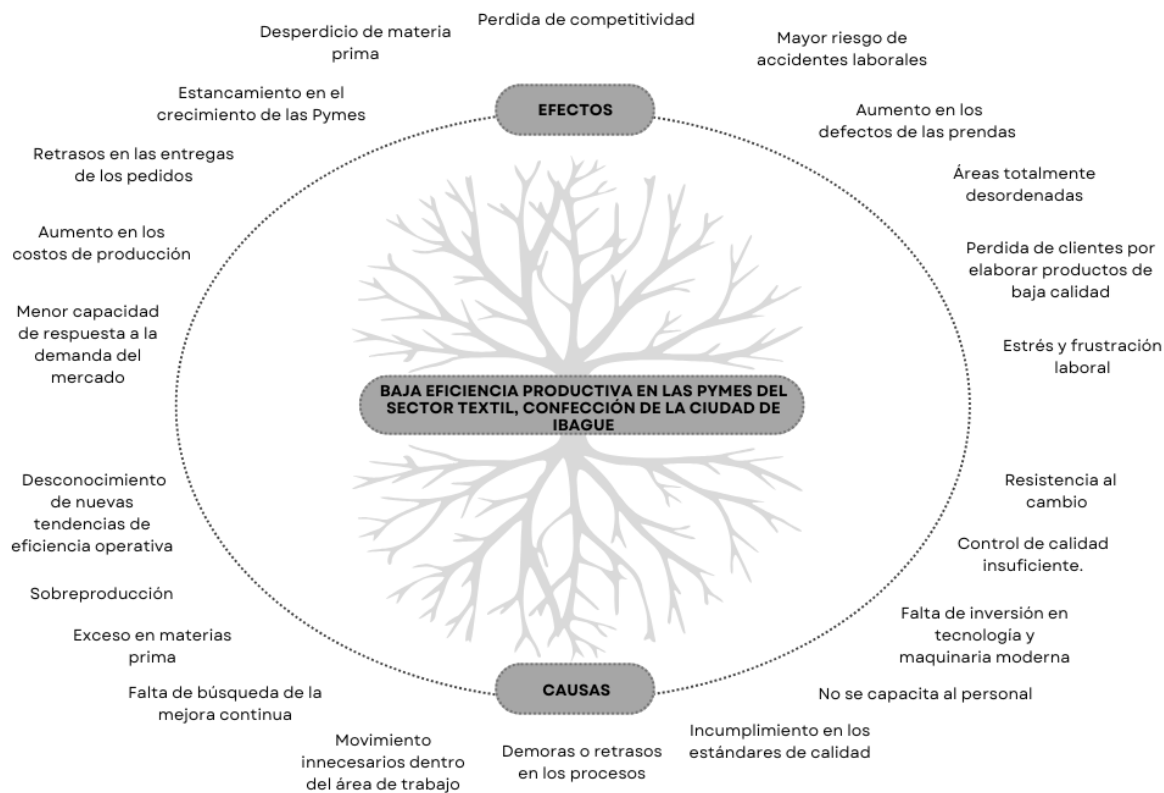 Perdida de competitividad
Desperdicio de materia
prima
Mayor riesgo de
accidentes laborales
Estancamiento en el
crecimiento de las Pymes
EFECTOS
Aumento en los
defectos de las prendas
Retrasos en las entregas
de los pedidos
Áreas totalmente
desordenadas
Aumento en los
costos de producción
Perdida de clientes por
elaborar productos de
baja calidad
Menor capacidad
de respuesta a la
demanda del
mercado
Estrés y frustración
laboral
BAJA EFICIENCIA PRODUCTIVA EN LAS PYMES DEL
SECTOR TEXTIL, CONFECCIÓN DE LA CIUDAD DE
IBAGUE
Desconocimiento
de nuevas
tendencias de
eficiencia operativa
Resistencia al
cambio
Control de calidad
insuficiente.
Sobreproducción
Falta de inversión en
tecnología y
maquinaria moderna
Exceso en materias
prima
CAUSAS
Falta de búsqueda de la
mejora continua
No se capacita al personal
Movimiento
innecesarios dentro
del área de trabajo
Demoras o retrasos
en los procesos
Incumplimiento en los
estándares de calidad